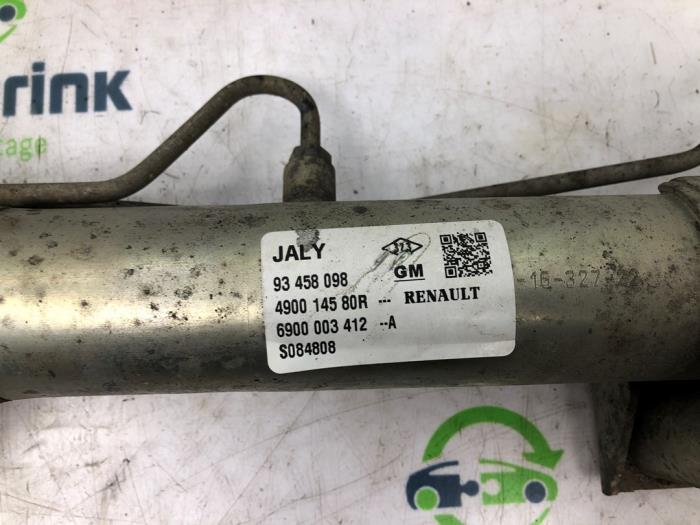 rink
tage
JALY
93 458 098
GM
4900 145 80R --- RENAULT
6900 003 412 --A
S084808